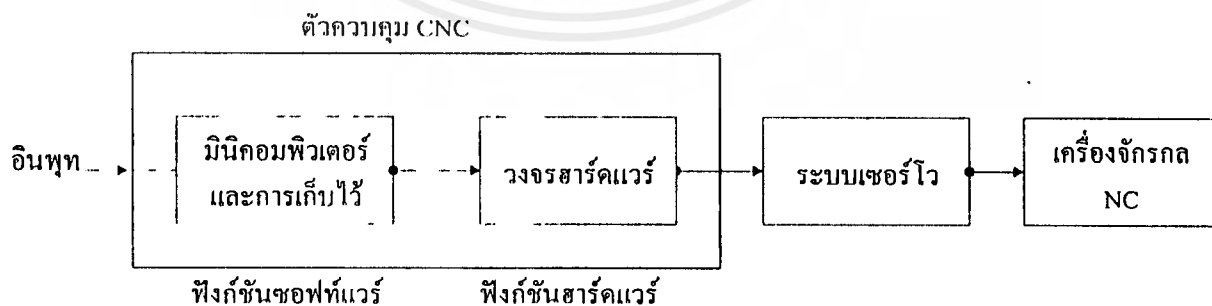 ตัวควบคุม CNC
อินพุท
มินิคอมพิวเตอร์
และการเก็บไว้
วงจรฮาร์คแวร์
ระบบเซอร์โว
เครื่องจักรกล
NC
ฟังก์ชันซอฟท์แวร์
ฟังก์ชันฮาร์คแวร์